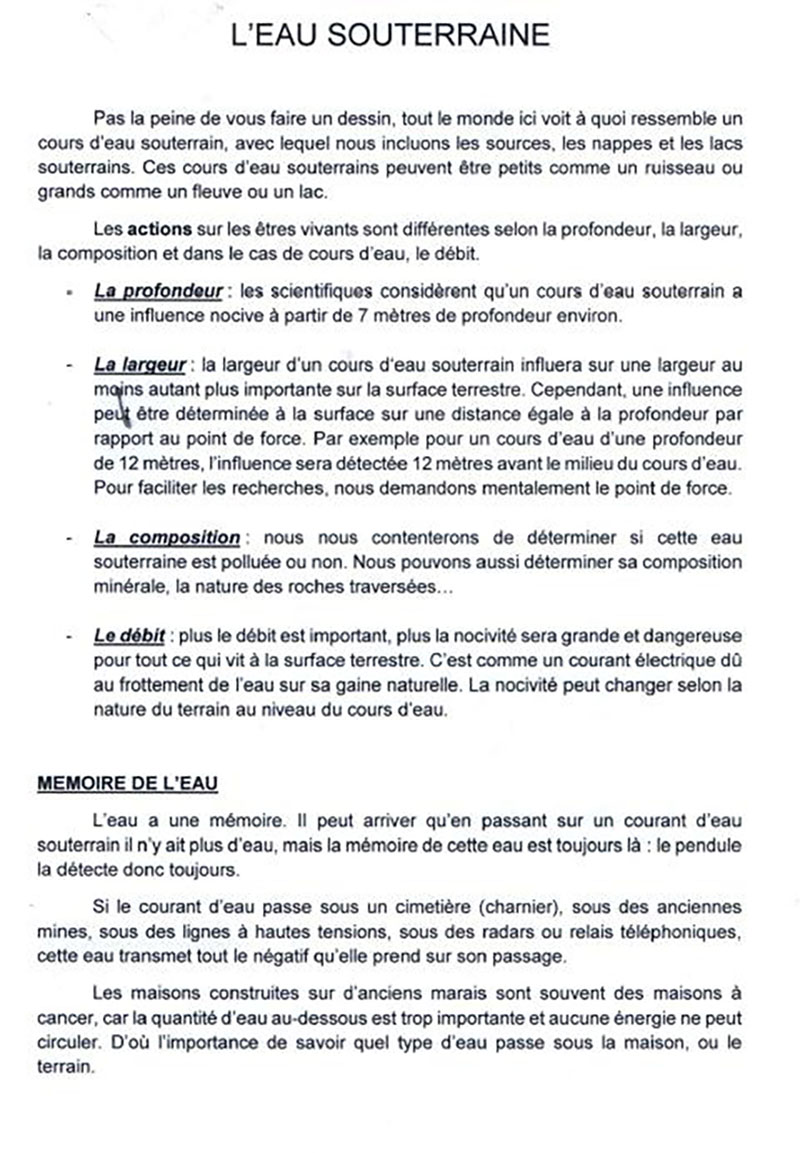 L'EAU SOUTERRAINE
Pas la peine de vous faire un dessin, tout le monde ici voit à quoi ressemble un
cours d'eau souterrain, avec lequel nous incluons les sources, les nappes et les lacs
souterrains. Ces cours d'eau souterrains peuvent être petits comme un ruisseau ou
grands comme un fleuve ou un lac.
Les actions sur les êtres vivants sont différentes selon la profondeur, la largeur,
la composition et dans le cas de cours d'eau, le débit.
- La profondeur : les scientifiques considèrent qu'un cours d'eau souterrain a
une influence nocive à partir de 7 mètres de profondeur environ.
- La largeur : la largeur d'un cours d'eau souterrain influera sur une largeur au
moins autant plus importante sur la surface terrestre. Cependant, une influence
peut être déterminée à la surface sur une distance égale à la profondeur par
rapport au point de force. Par exemple pour un cours d'eau d'une profondeur
de 12 mètres, l'influence sera détectée 12 mètres avant le milieu du cours d'eau.
Pour faciliter les recherches, nous demandons mentalement le point de force.
- La composition : nous nous contenterons de déterminer si cette eau
souterraine est polluée ou non. Nous pouvons aussi déterminer sa composition
minérale, la nature des roches traversées...
- Le débit : plus le débit est important, plus la nocivité sera grande et dangereuse
pour tout ce qui vit à la surface terrestre. C'est comme un courant électrique dû
au frottement de l'eau sur sa gaine naturelle. La nocivité peut changer selon la
nature du terrain au niveau du cours d'eau.
MEMOIRE DE L'EAU
L'eau a une mémoire. Il peut arriver qu'en passant sur un courant d'eau
souterrain il n'y ait plus d'eau, mais la mémoire de cette eau est toujours là : le pendule
la détecte donc toujours.
Si le courant d'eau passe sous un cimetière (charnier), sous des anciennes
mines, sous des lignes à hautes tensions, sous des radars ou relais téléphoniques,
cette eau transmet tout le négatif qu'elle prend sur son passage.
Les maisons construites sur d'anciens marais sont souvent des maisons à
cancer, car la quantité d'eau au-dessous est trop importante et aucune énergie ne peut
circuler. D'où l'importance de savoir quel type d'eau passe sous la maison, ou le
terrain.